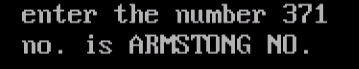 enter the number 371
no. is ARMSTONG NO.